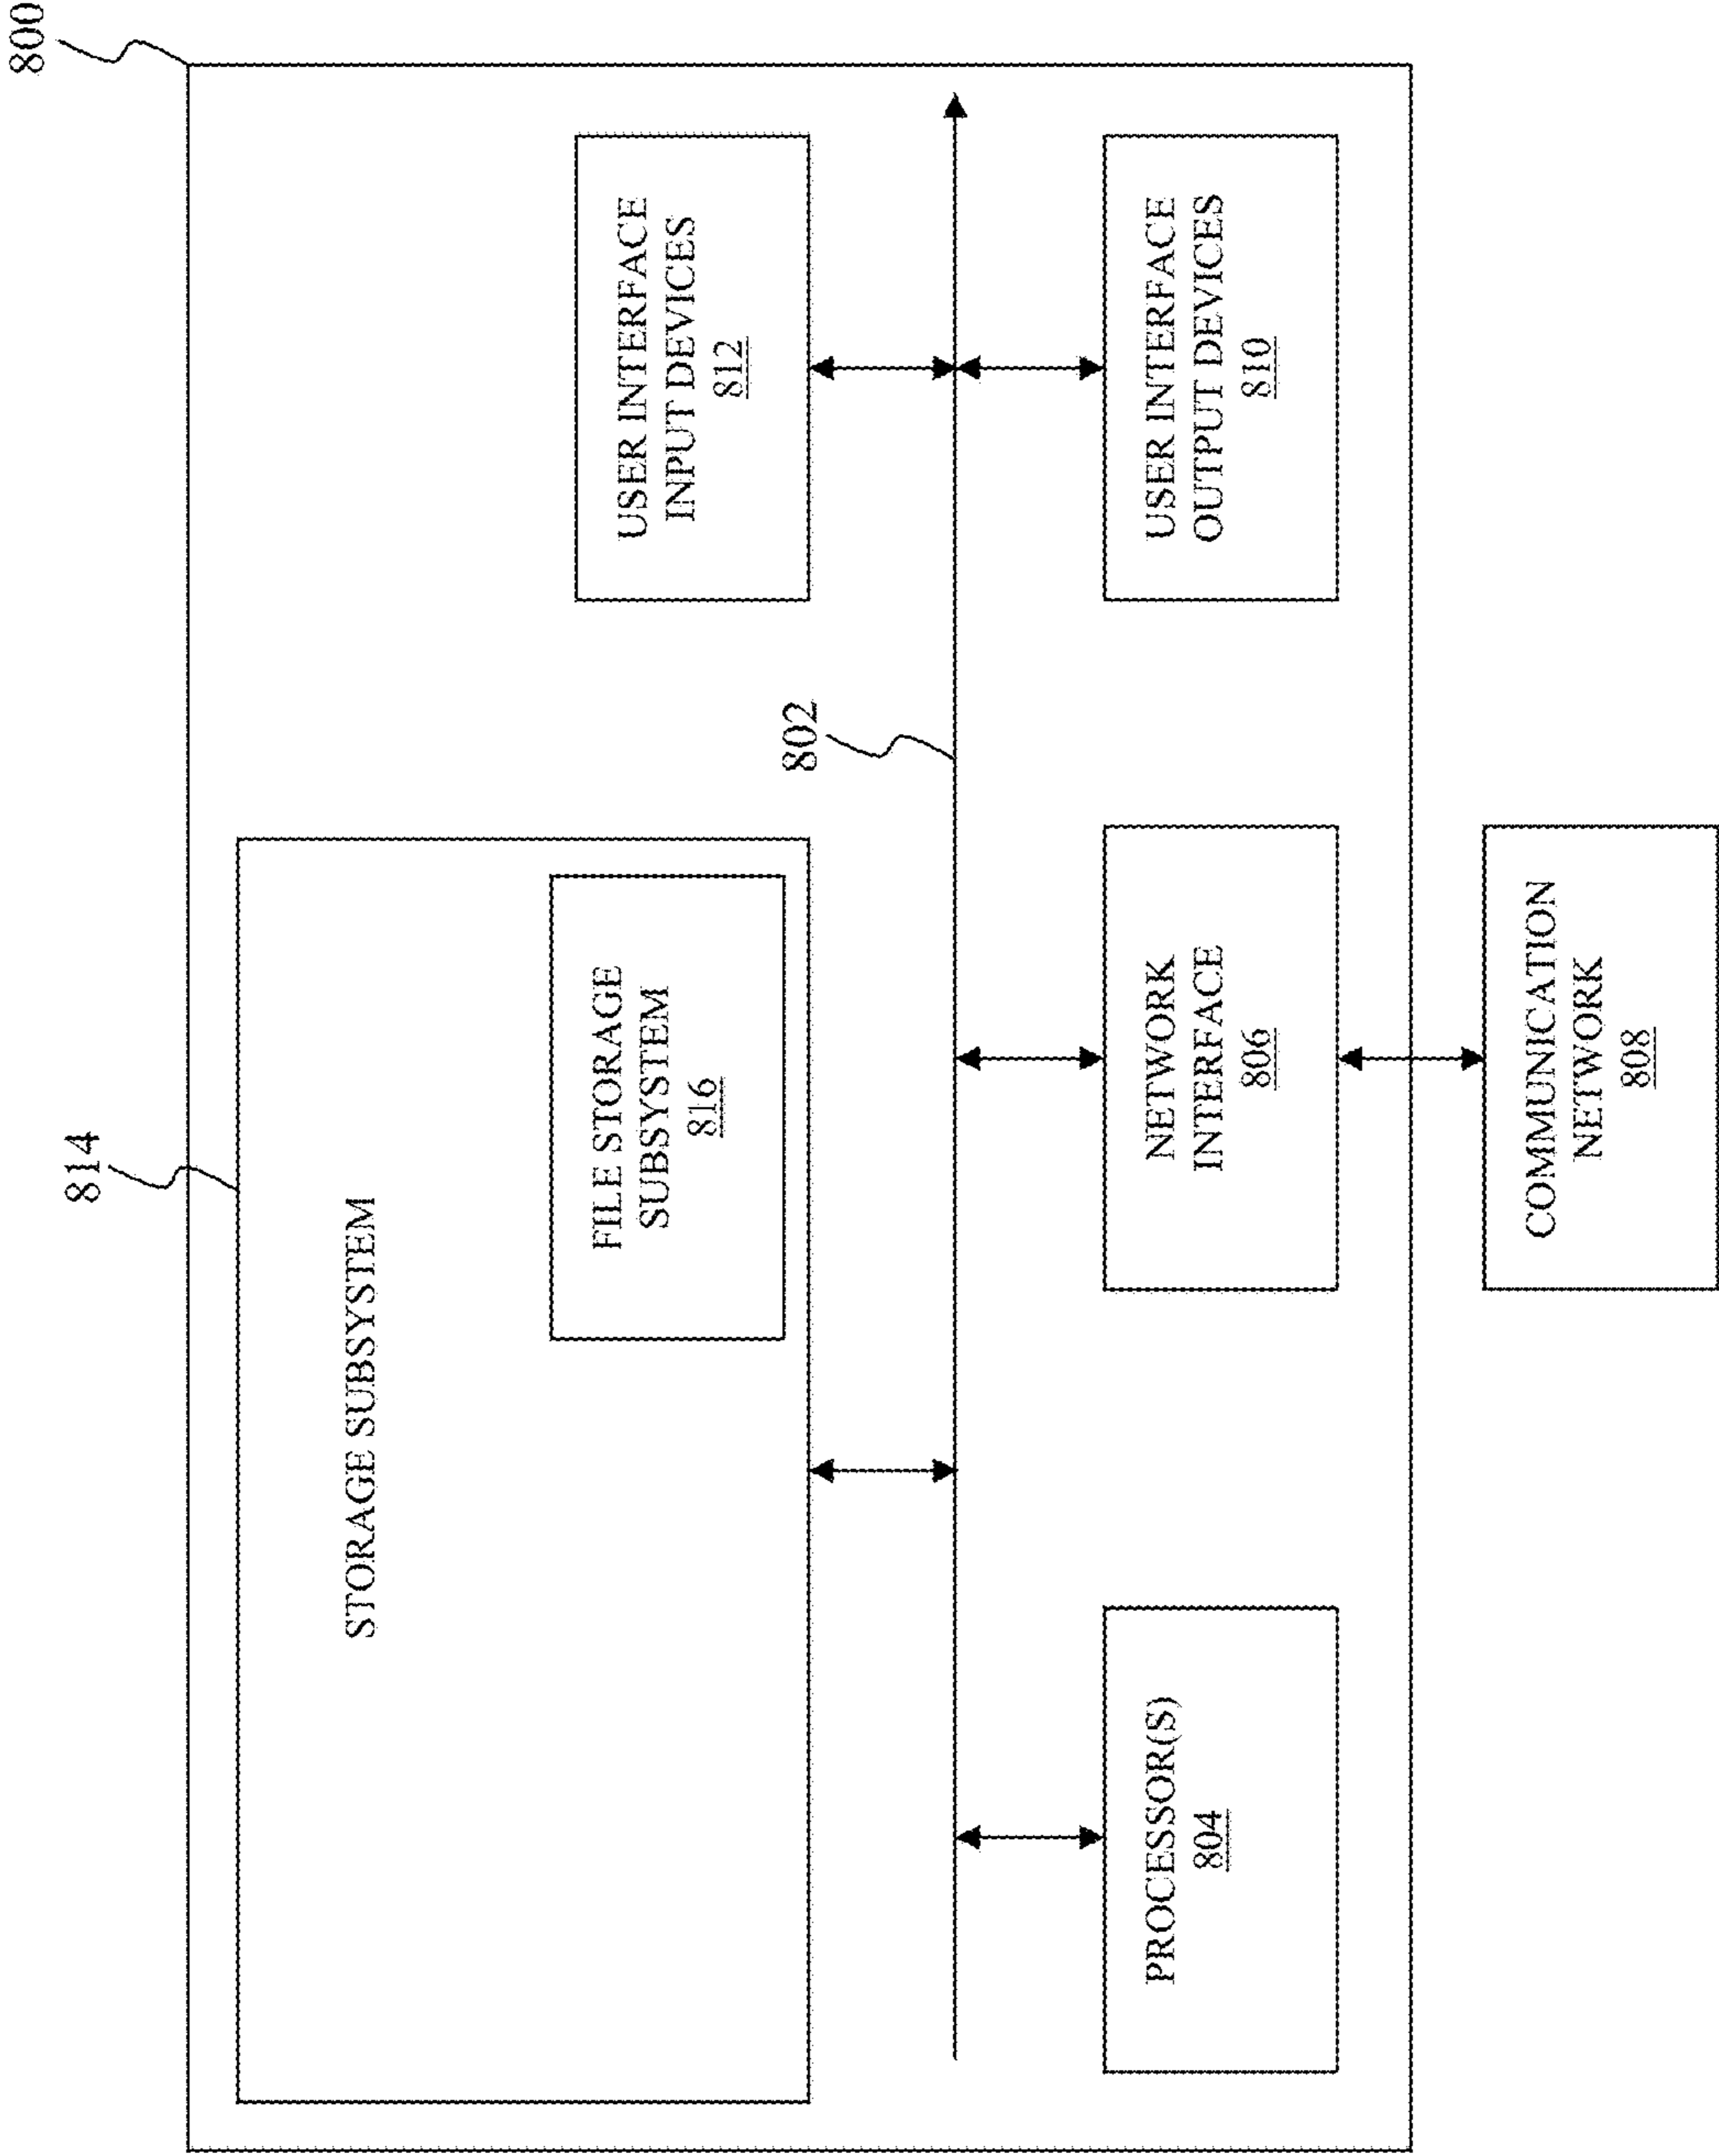 800
814
STORAGE SUBSYSTEM
FILE STORAGE
SUBSYSTEM
816
USER INTERFACE
INPUT DEVICES
812
802
PROCESSOR(S)
804
NETWORK
INTERFACE
806
USER INTERFACE
OUTPUT DEVICES
810
COMMUNICATION
NETWORK
808